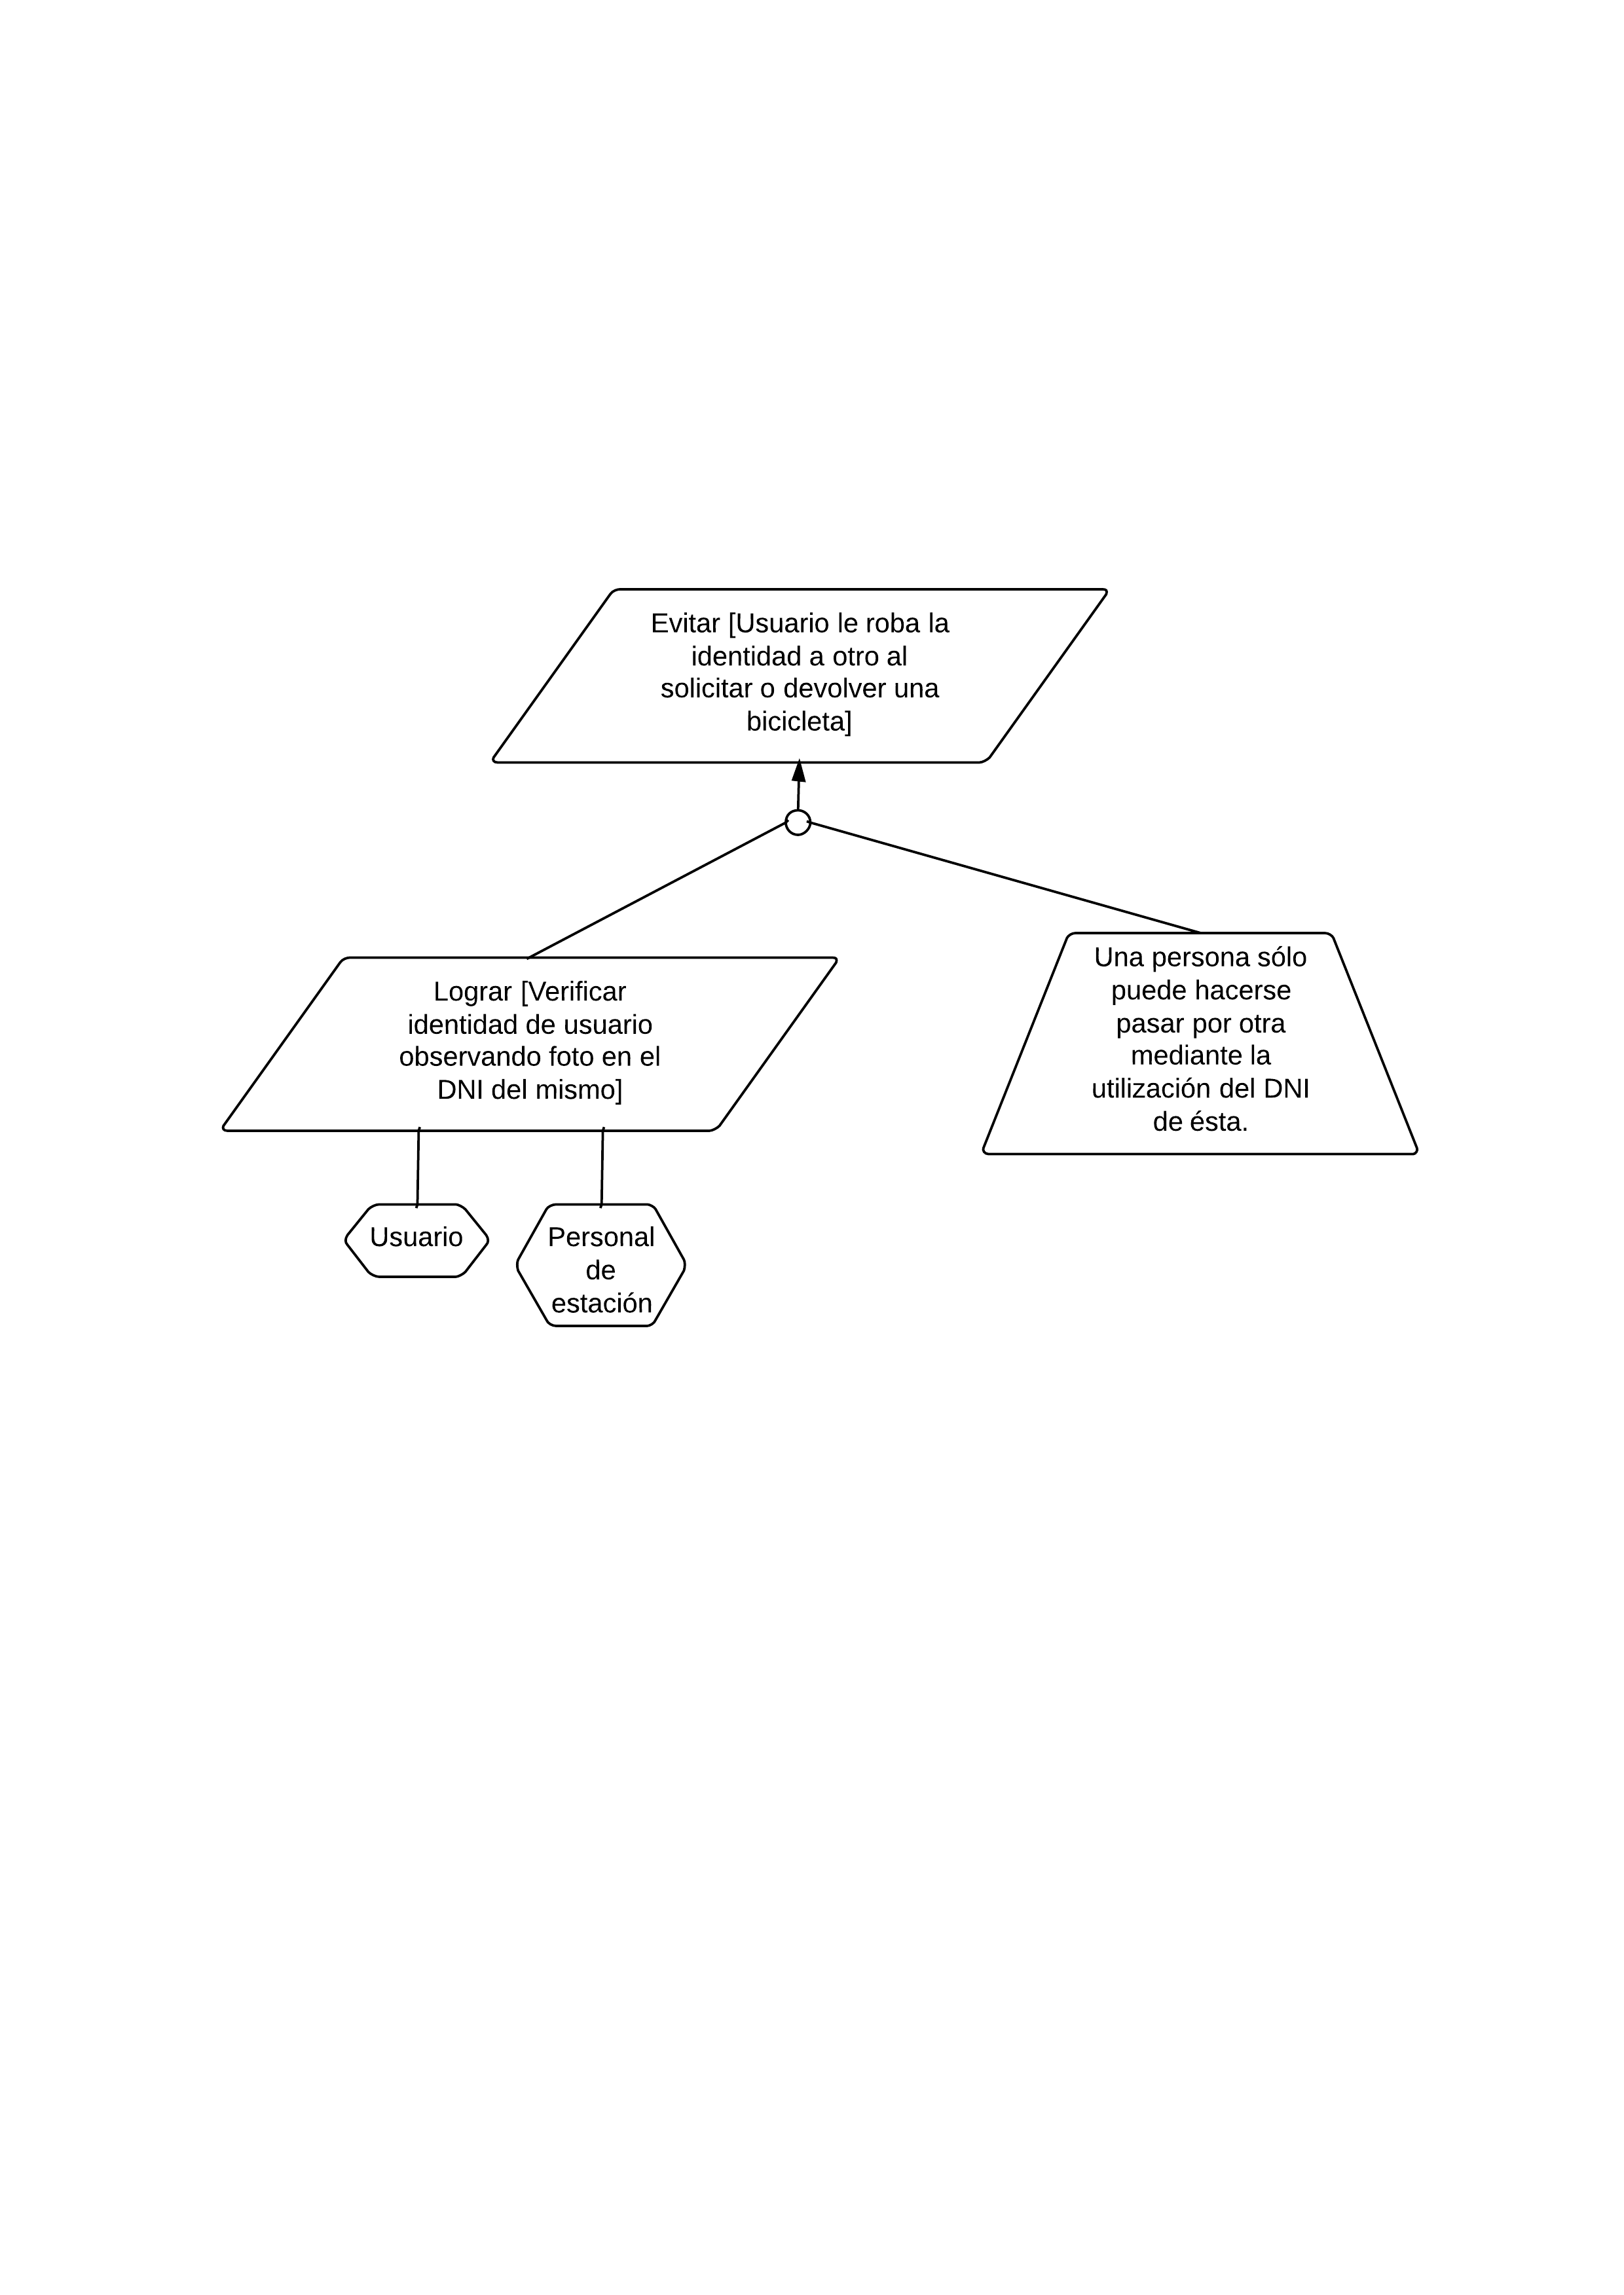 Evitar [Usuario le roba la
identidad a otro al
solicitar o devolver una
bicicleta]
Lograr [Verificar
identidad de usuario
observando foto en el
DNI del mismo]
Una persona sólo
puede hacerse
pasar por otra
mediante la
utilización del DNI
de ésta.
Usuario
Personal
de
estación